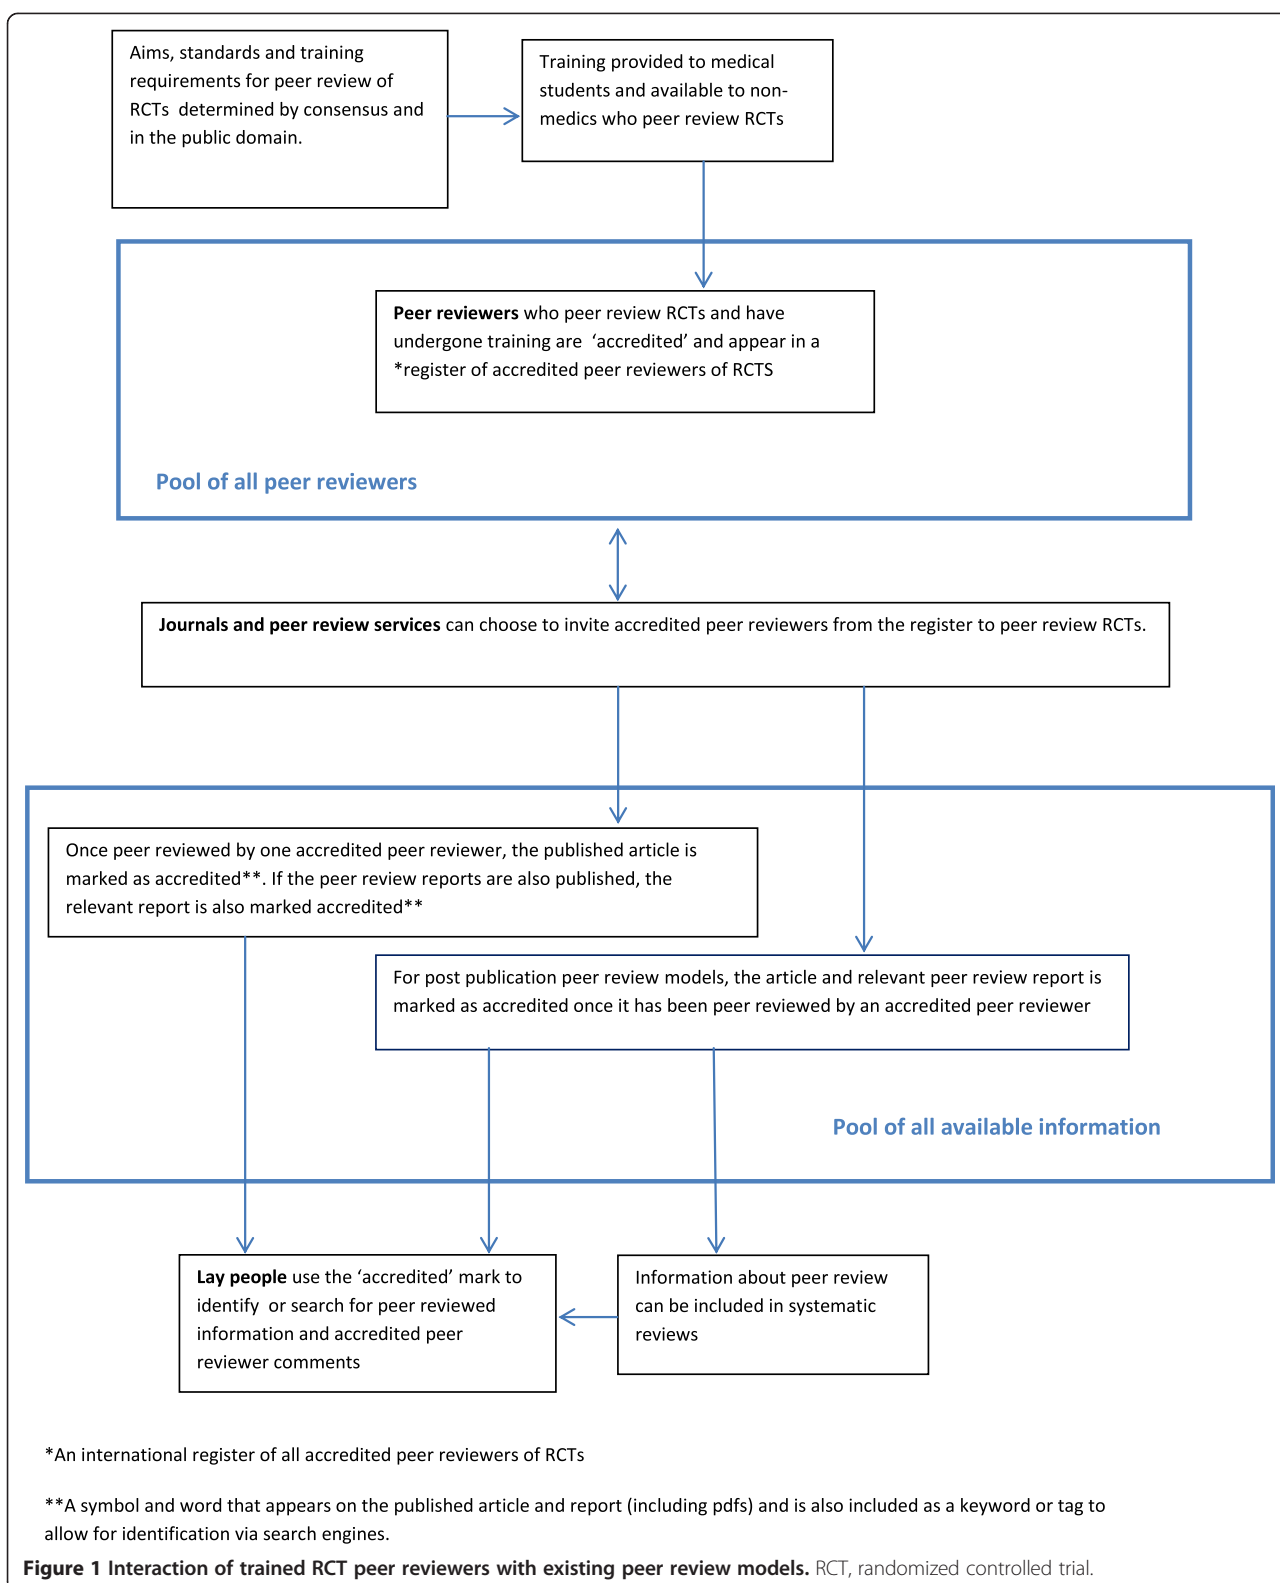 Aims, standards and training
requirements for peer review of
RCTs determined by consensus and
in the public domain.
Training provided to medical
students and available to non-
medics who peer review RCTs
Peer reviewers who peer review RCTs and have
undergone training are ‘accredited’ and appear in a
*register of accredited peer reviewers of RCTS
Pool of all peer reviewers
Journals and peer review services can choose to invite accredited peer reviewers from the register to peer review RCTs.
Once peer reviewed by one accredited peer reviewer, the published article is
marked as accredited**. If the peer review reports are also published, the
relevant report is also marked accredited**
For post publication peer review models, the article and relevant peer review report is
marked as accredited once it has been peer reviewed by an accredited peer reviewer
Pool of all available information
Lay people use the ‘accredited’ mark to
identify or search for peer reviewed
information and accredited peer
reviewer comments
Information about peer review
can be included in systematic
reviews
*An international register of all accredited peer reviewers of RCTs
**A symbol and word that appears on the published article and report (including pdfs) and is also included as a keyword or tag to
allow for identification via search engines.
Figure 1 Interaction of trained RCT peer reviewers with existing peer review models. RCT, randomized controlled trial.